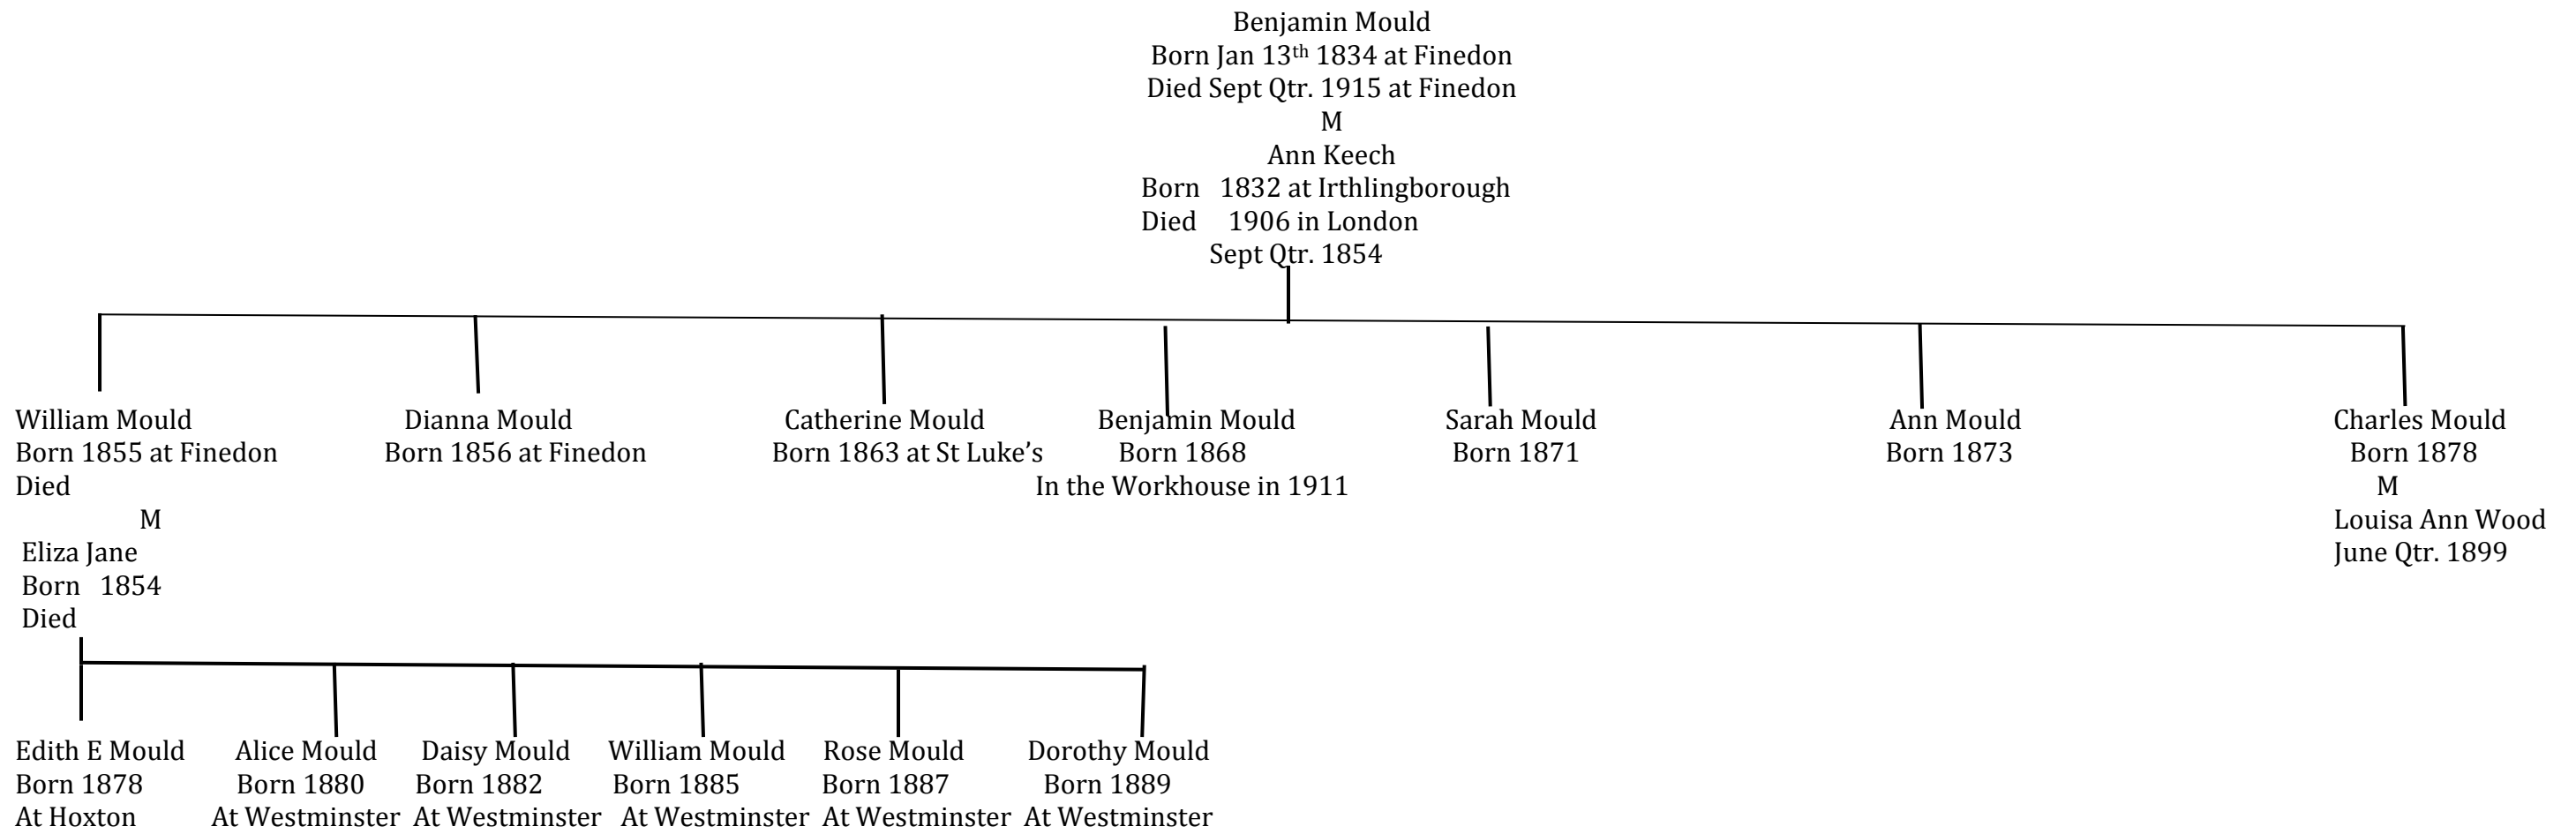 Benjamin Mould
Born Jan 13th 1834 at Finedon
Died Sept Qtr. 1915 at Finedon
M
Ann Keech
Born 1832 at Irthlingborough
Died 1906 in London
Sept Qtr. 1854
William Mould
Born 1855 at Finedon
Died
M
Eliza Jane
Born 1854
Died
Dianna Mould
Born 1856 at Finedon
Catherine Mould
Born 1863 at St Luke’s
Benjamin Mould
Born 1868
In the Workhouse in 1911
Sarah Mould
Born 1871
Ann Mould
Born 1873
Charles Mould
Born 1878
M
Louisa Ann Wood
June Qtr. 1899
Edith E Mould
Born 1878
At Hoxton
Alice Mould
Born 1880
At Westminster
Daisy Mould
Born 1882
At Westminster
William Mould
Born 1885
At Westminster
Rose Mould
Born 1887
At Westminster
Dorothy Mould
Born 1889
At Westminster